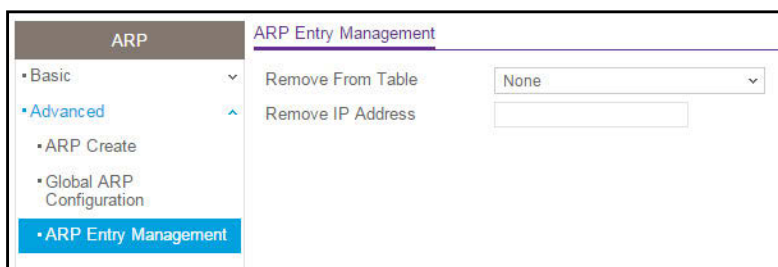 ARP
Basic
Advanced
ARP Create
Global ARP
Configuration
ARP Entry Management
ARP Entry Management
Remove From Table
None
Remove IP Address